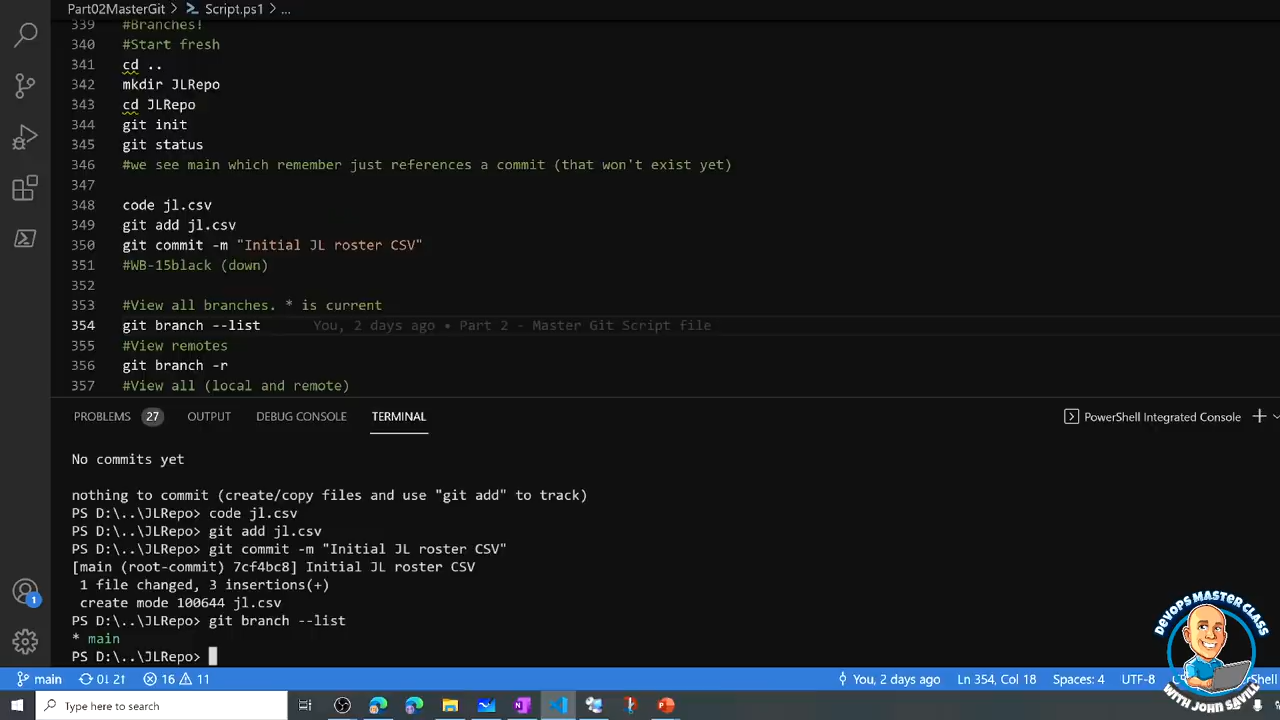 Part02MasterGit > Script.ps1 > ...
339 #Branches!
340 #Start fresh
341 cd ..
342 mkdir JLRepo
343 cd JLRepo
344 git init
345 git status
346 #we see main which remember just references a commit (that won't exist yet)
347
348 code jl.csv
349 git add jl.csv
350 git commit -m "Initial JL roster CSV"
351 #WB-15black (down)
352
353 #View all branches. * is current
354 git branch --list You, 2 days ago • Part 2 - Master Git Script file
355 #View remotes
356 git branch -r
357 #View all (local and remote)
PROBLEMS 27 OUTPUT DEBUG CONSOLE TERMINAL PowerShell Integrated Console
No commits yet
nothing to commit (create/copy files and use "git add" to track)
PS D:\..\JLRepo> code jl.csv
PS D:\..\JLRepo> git add jl.csv
PS D:\..\JLRepo> git commit -m "Initial JL roster CSV"
[main (root-commit) 7cf4bc8] Initial JL roster CSV
1 file changed, 3 insertions(+)
create mode 100644 jl.csv
PS D:\..\JLRepo> git branch --list
* main
PS D:\..\JLRepo>
1
DEVOPS MASTER CLASS
WITH JOHN SAVILL
main 0↓ 2↑ 16 11 You, 2 days ago Ln 354, Col 18 Spaces: 4 UTF-8 Shell
Type here to search